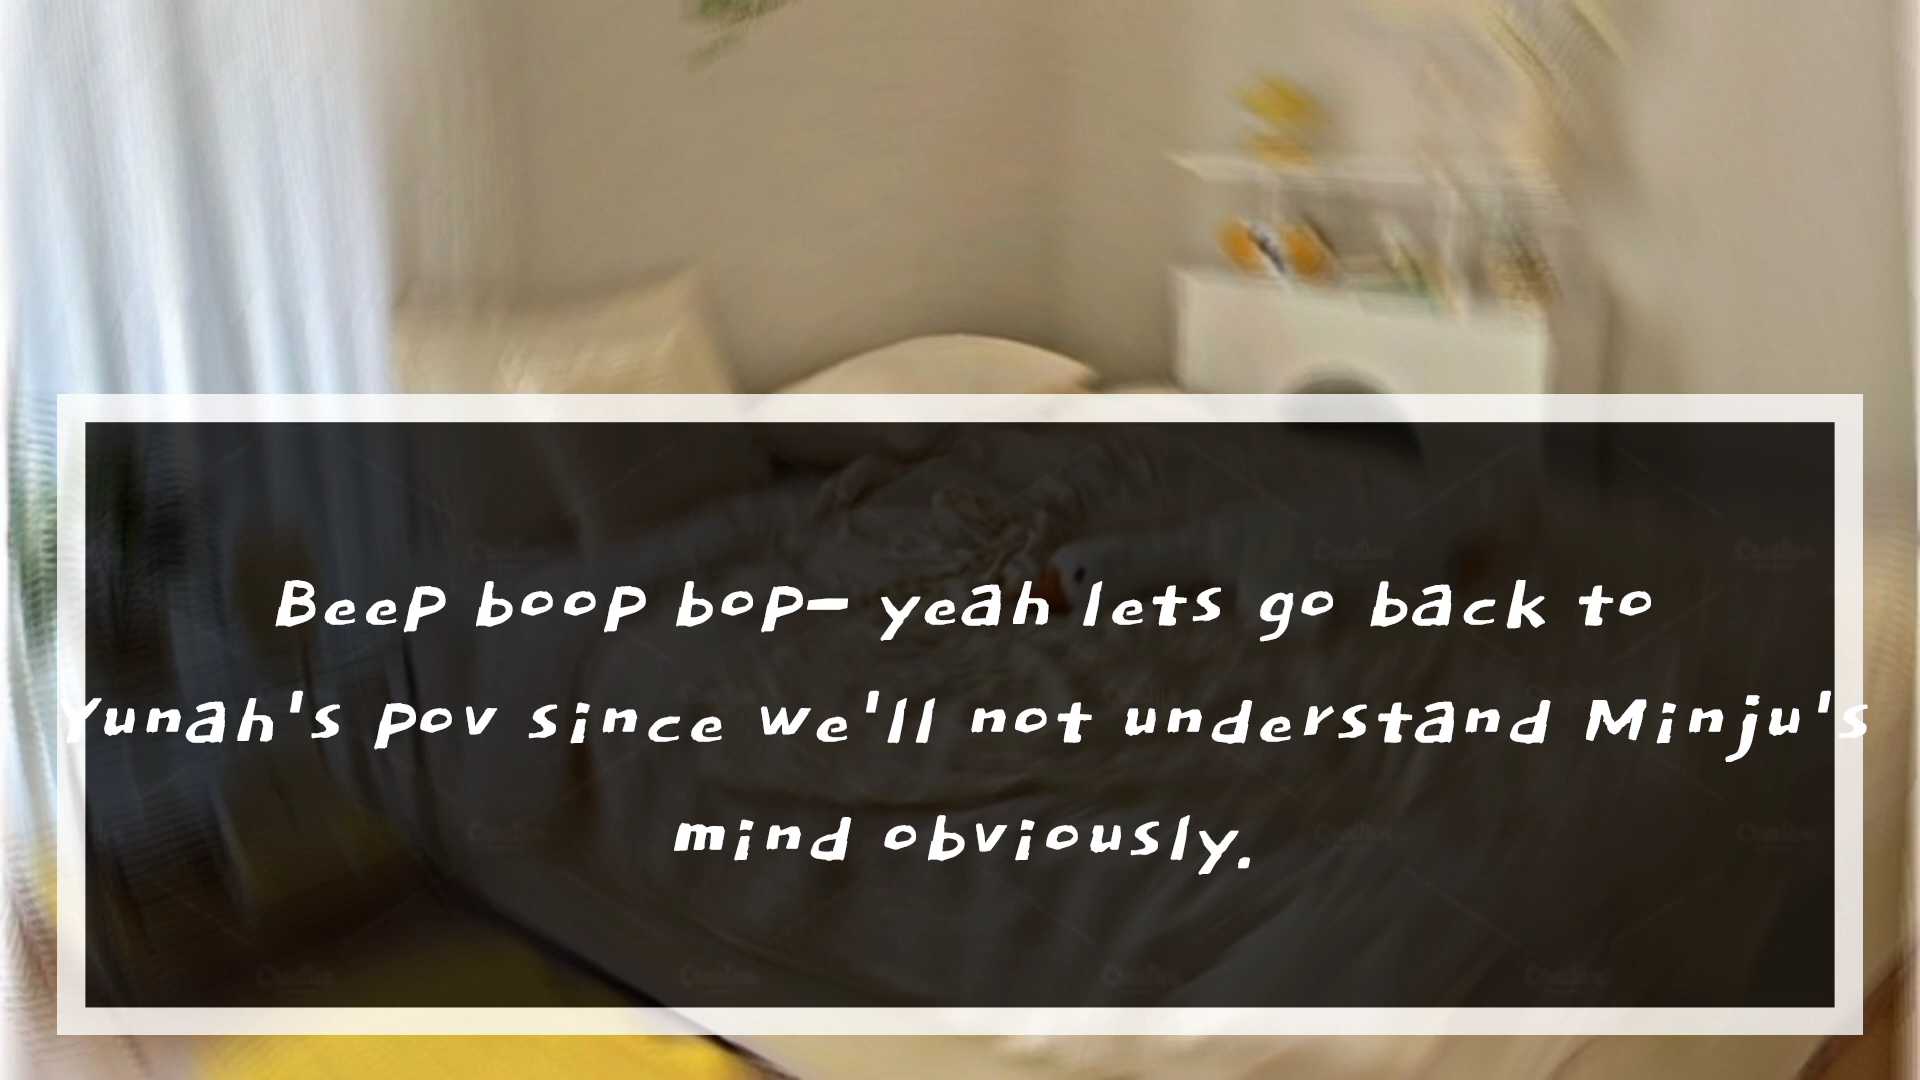 Beep boop bop- yeah lets go back to
Yunah's pov since we'll not understand Minju's
mind obviously.